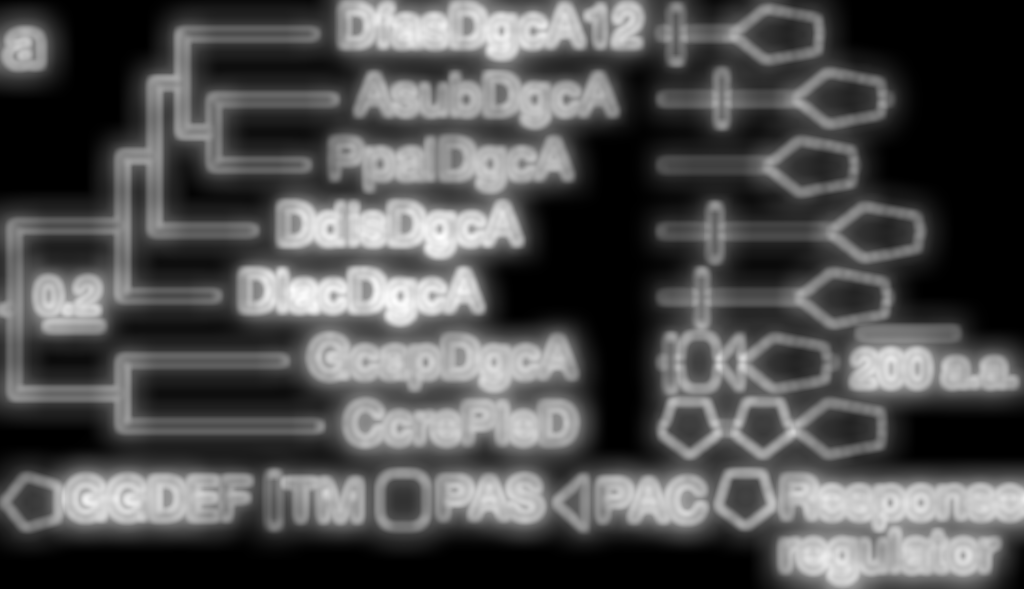 a
DfasDgcA12
AsubDgcA
PpalDgcA
DdisDgcA
DlacDgcA
0.2
GcapDgcA
200 a.a.
CcrePleD
GGDEF TM PAS PAC Response
regulator